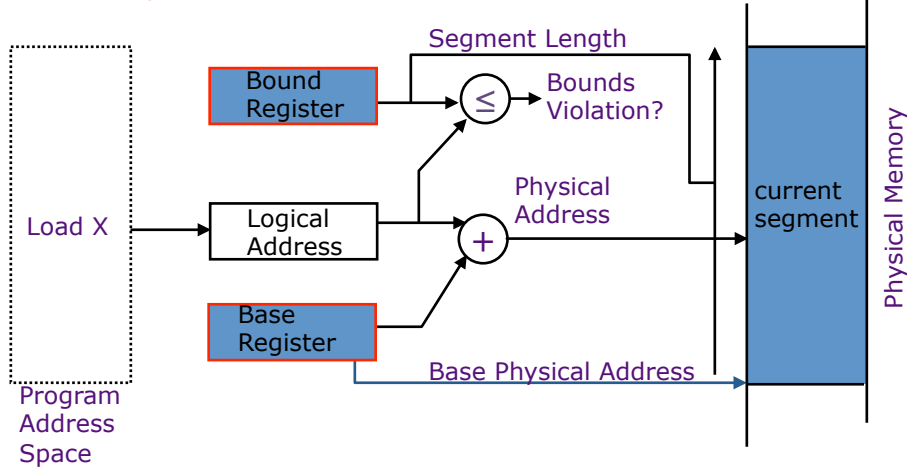 Segment Length
Bound
Register
≤
Bounds
Violation?
Load X
Logical
Address
Physical
Address
+
current
segment
Physical Memory
Base
Register
Base Physical Address
Program
Address
Space